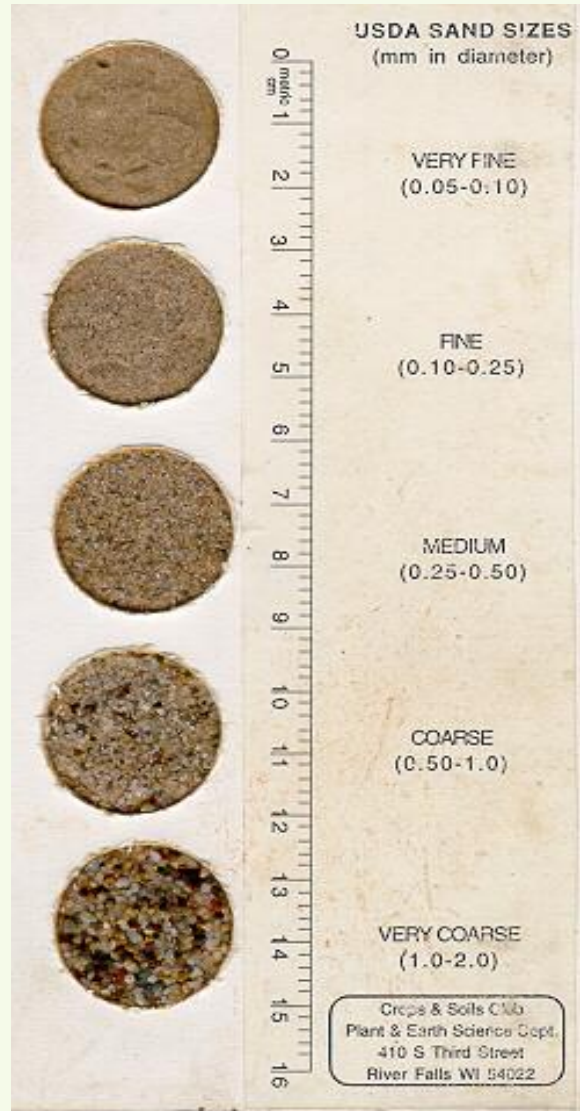 USDA SAND SIZES
(mm in diameter)
0
metric
cm
1
2
3
4
5
6
7
8
9
10
11
12
13
14
15
16
VERY FINE
(0.05-0.10)
FINE
(0.10-0.25)
MEDIUM
(0.25-0.50)
COARSE
(0.50-1.0)
VERY COARSE
(1.0-2.0)
Crops & Soils Club
Plant & Earth Science Dept.
410 S Third Street
River Falls WI 54022